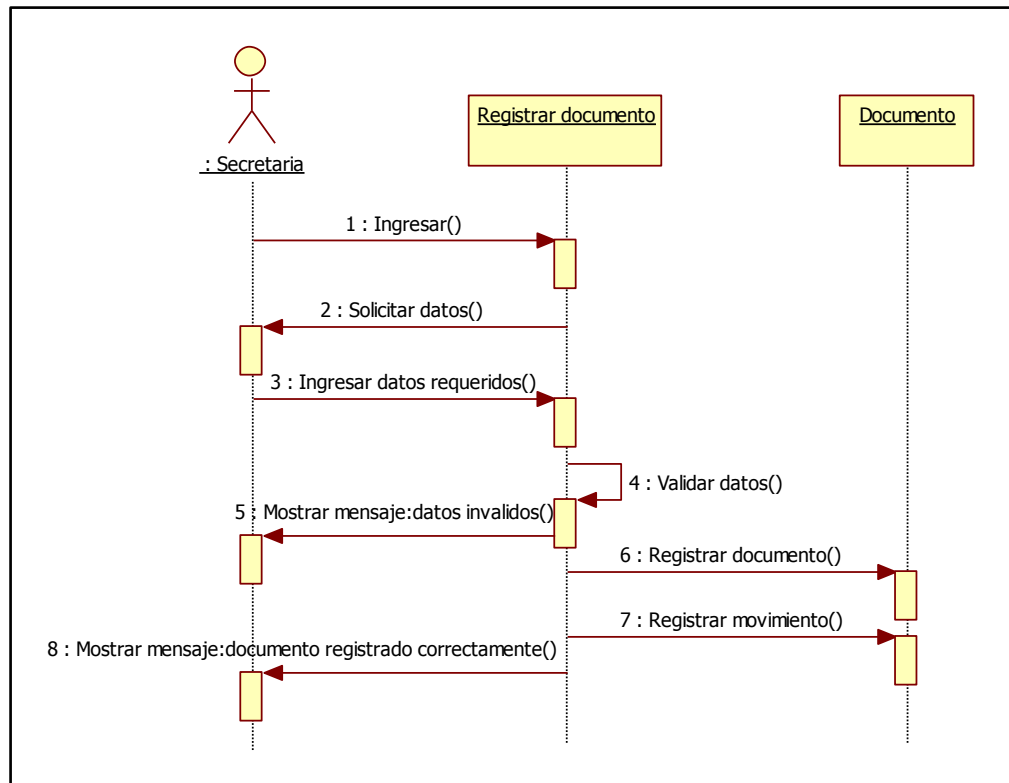 Registrar documento
Documento
: Secretaria
1 : Ingresar()
2 : Solicitar datos()
3 : Ingresar datos requeridos()
4 : Validar datos()
5 : Mostrar mensaje:datos invalidos()
6 : Registrar documento()
7 : Registrar movimiento()
8 : Mostrar mensaje:documento registrado correctamente()